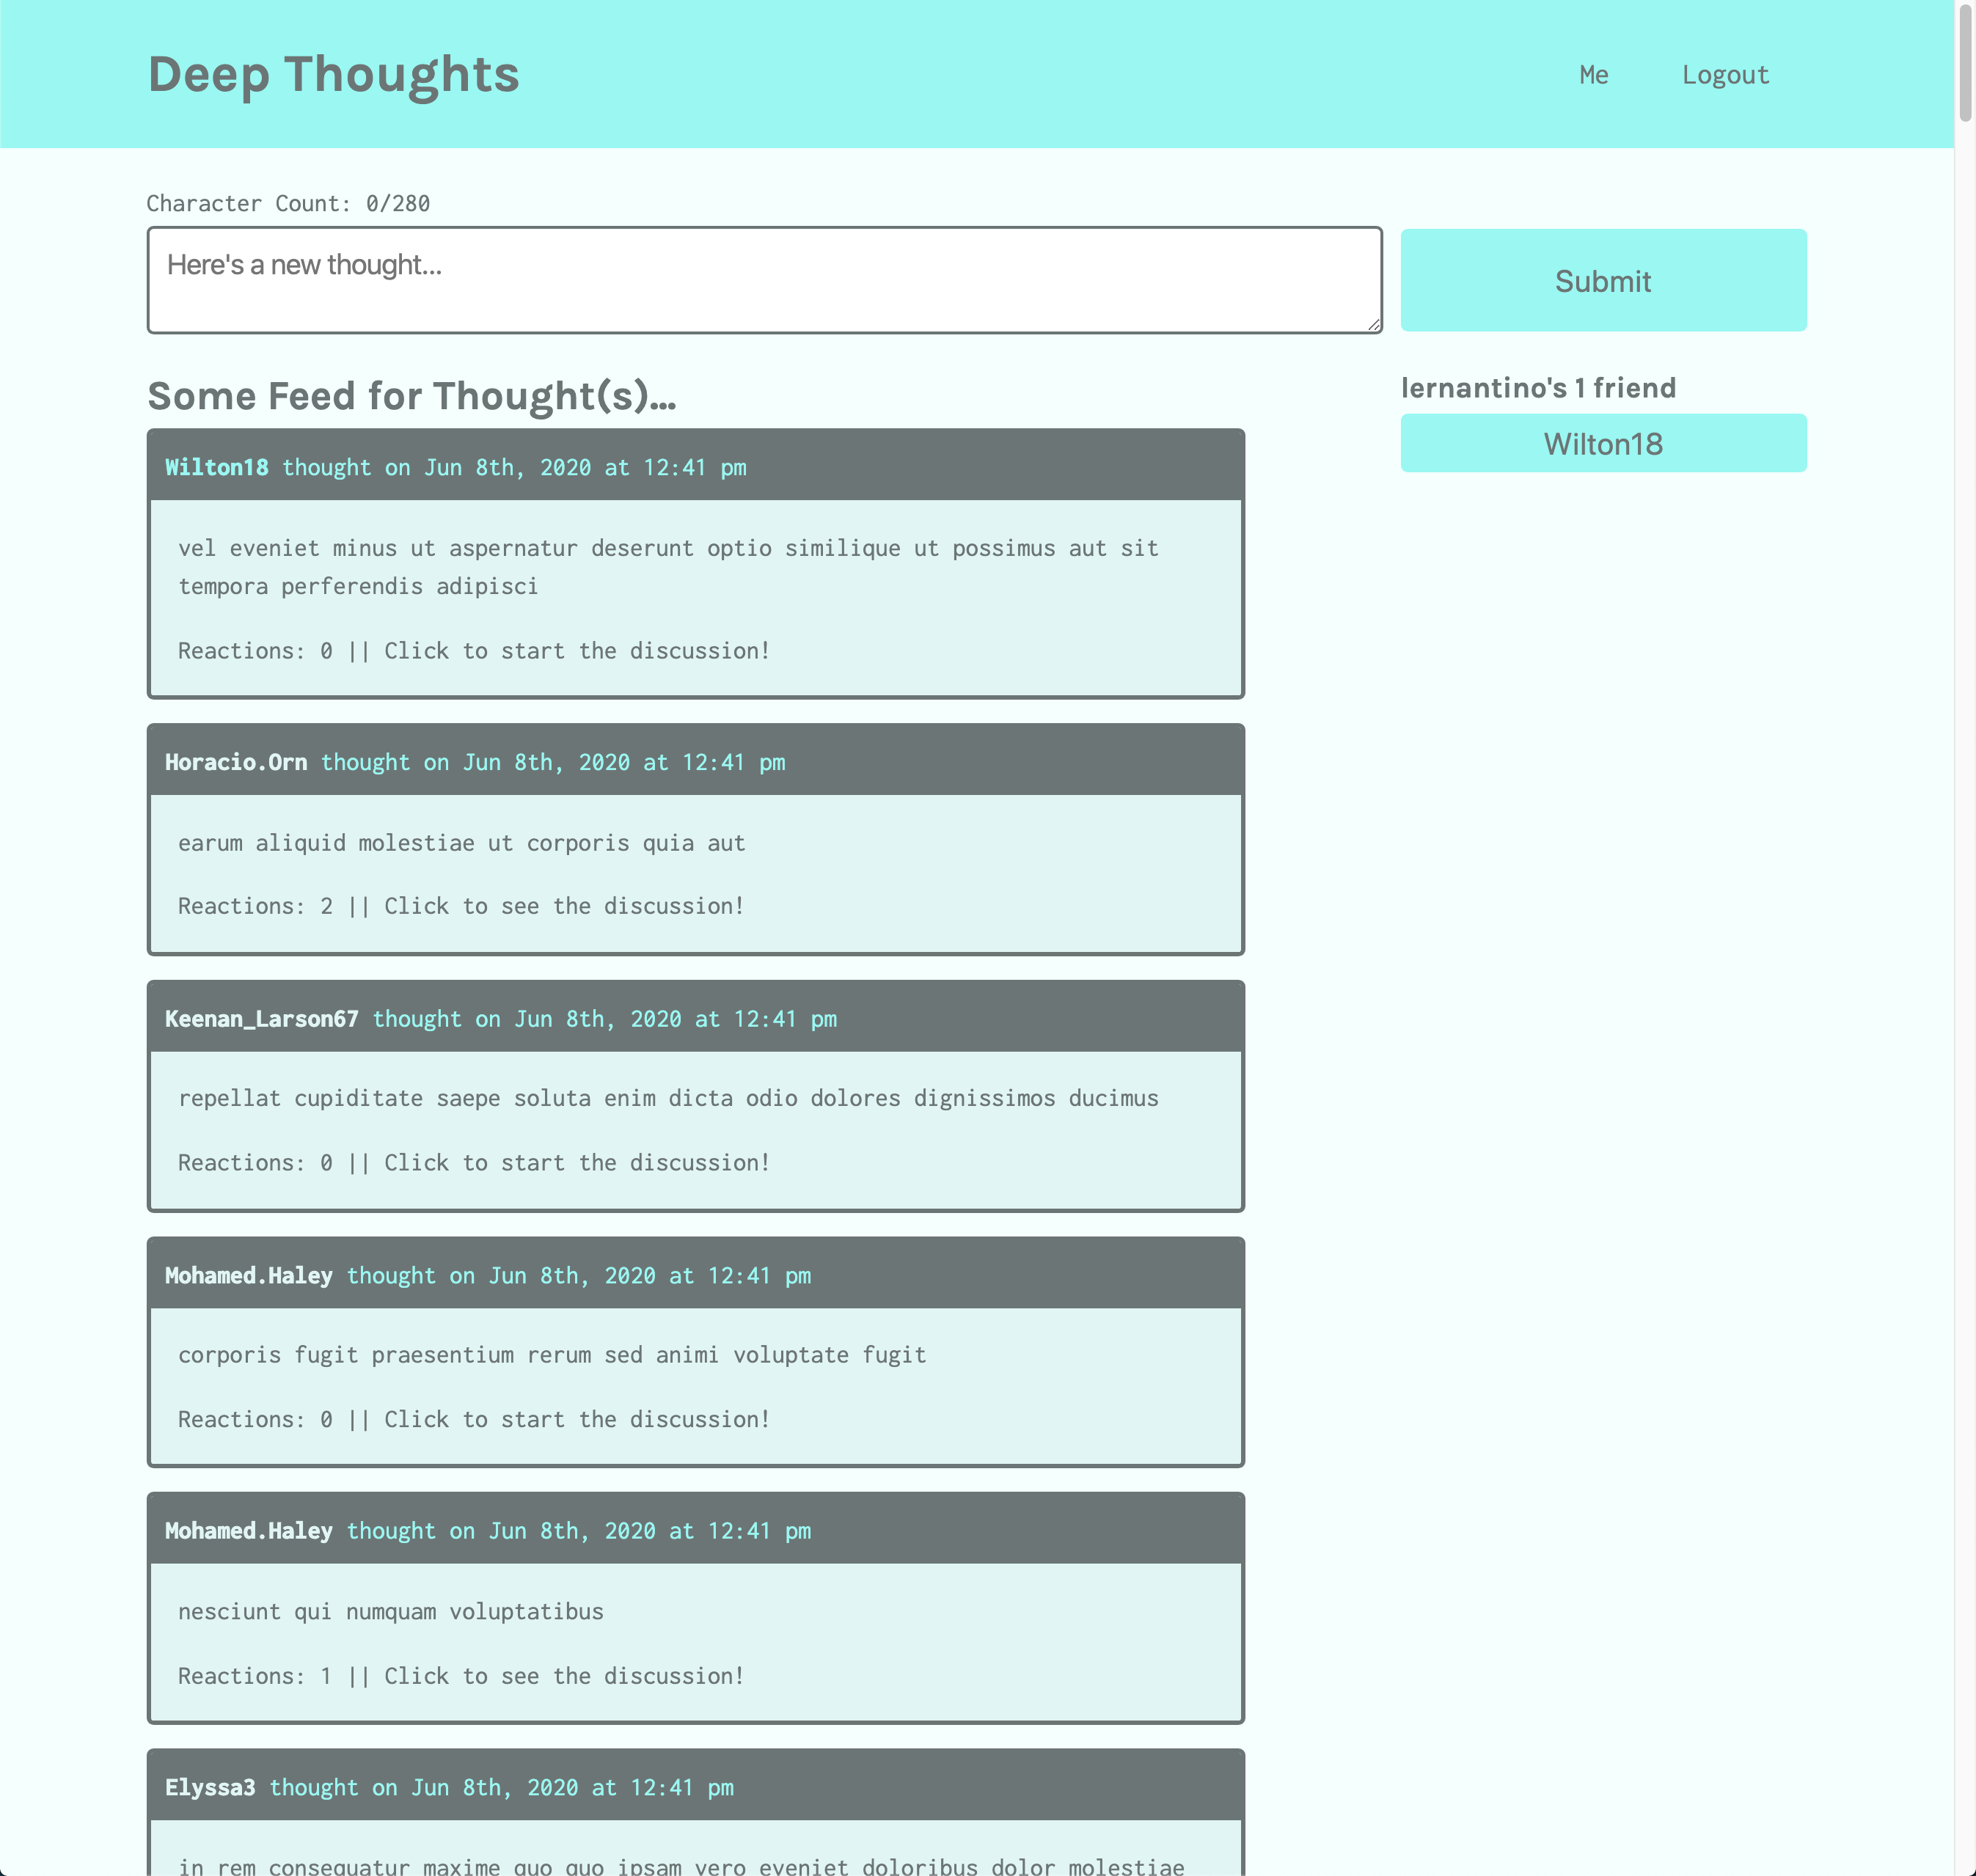 Deep Thoughts
Me
Logout
Character Count: 0/280
Here's a new thought...
Submit
Some Feed for Thought(s)...
lernantino's 1 friend
Wilton18
Wilton18 thought on Jun 8th, 2020 at 12:41 pm
vel eveniet minus ut aspernatur deserunt optio similique ut possimus aut sit
tempora perferendis adipisci
Reactions: 0 || Click to start the discussion!
Horacio.Orn thought on Jun 8th, 2020 at 12:41 pm
earum aliquid molestiae ut corporis quia aut
Reactions: 2 || Click to see the discussion!
Keenan_Larson67 thought on Jun 8th, 2020 at 12:41 pm
repellat cupiditate saepe soluta enim dicta odio dolores dignissimos ducimus
Reactions: 0 || Click to start the discussion!
Mohamed.Haley thought on Jun 8th, 2020 at 12:41 pm
corporis fugit praesentium rerum sed animi voluptate fugit
Reactions: 0 || Click to start the discussion!
Mohamed.Haley thought on Jun 8th, 2020 at 12:41 pm
nesciunt qui numquam voluptatibus
Reactions: 1 || Click to see the discussion!
Elyssa3 thought on Jun 8th, 2020 at 12:41 pm
in rem consequatur maxime quo quo ipsam vero eveniet doloribus dolor molestiae